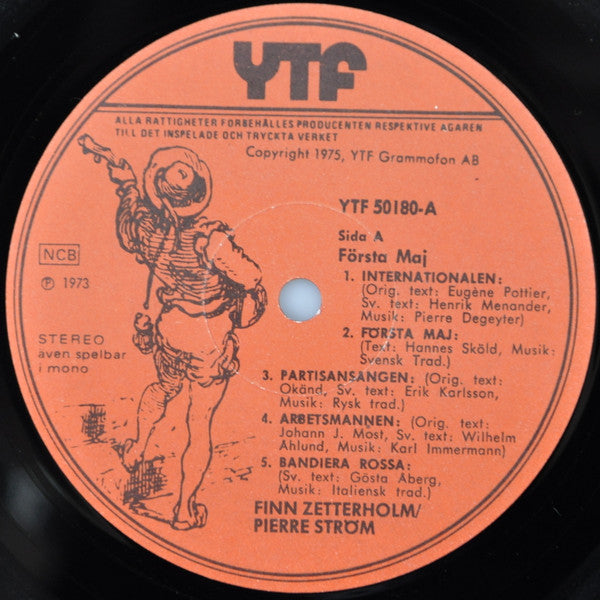 YTF
ALLA RÄTTIGHETER FÖRBEHÅLLES PRODUCENTEN RESPEKTIVE ÄGAREN
TILL DET INSPELADE OCH TRYCKTA VERKET
Copyright 1975, YTF Grammofon AB
YTF 50180-A
Sida A
Första Maj
NCB
Ⓟ 1973
STEREO
även spelbar
i mono
1. INTERNATIONALEN:
(Orig. text: Eugène Pottier,
Sv. text: Henrik Menander,
Musik: Pierre Degeyter)
2. FÖRSTA MAJ:
(Text: Hannes Sköld, Musik:
Svensk Trad.)
3. PARTISANSÅNGEN: (Orig. text:
Okänd, Sv. text: Erik Karlsson,
Musik: Rysk trad.)
4. ARBETSMANNEN: (Orig. text:
Johann J. Most, Sv. text: Wilhelm
Åhlund, Musik: Karl Immermann)
5. BANDIERA ROSSA:
(Sv. text: Gösta Åberg,
Musik: Italiensk trad.)
FINN ZETTERHOLM/
PIERRE STRÖM